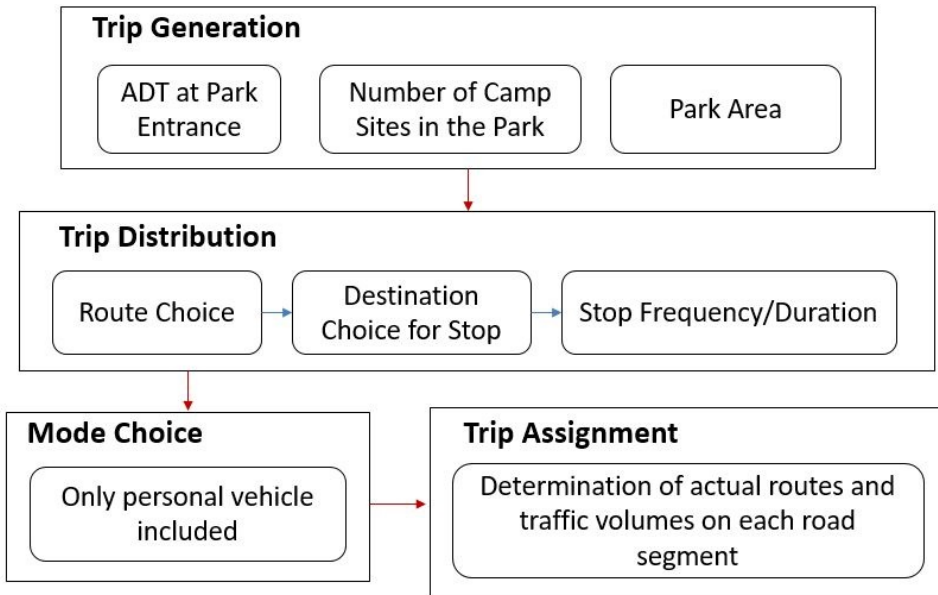 Trip Generation
ADT at Park
Entrance
Number of Camp
Sites in the Park
Park Area
Trip Distribution
Route Choice
Destination
Choice for Stop
Stop Frequency/Duration
Mode Choice
Only personal vehicle
included
Trip Assignment
Determination of actual routes and
traffic volumes on each road
segment